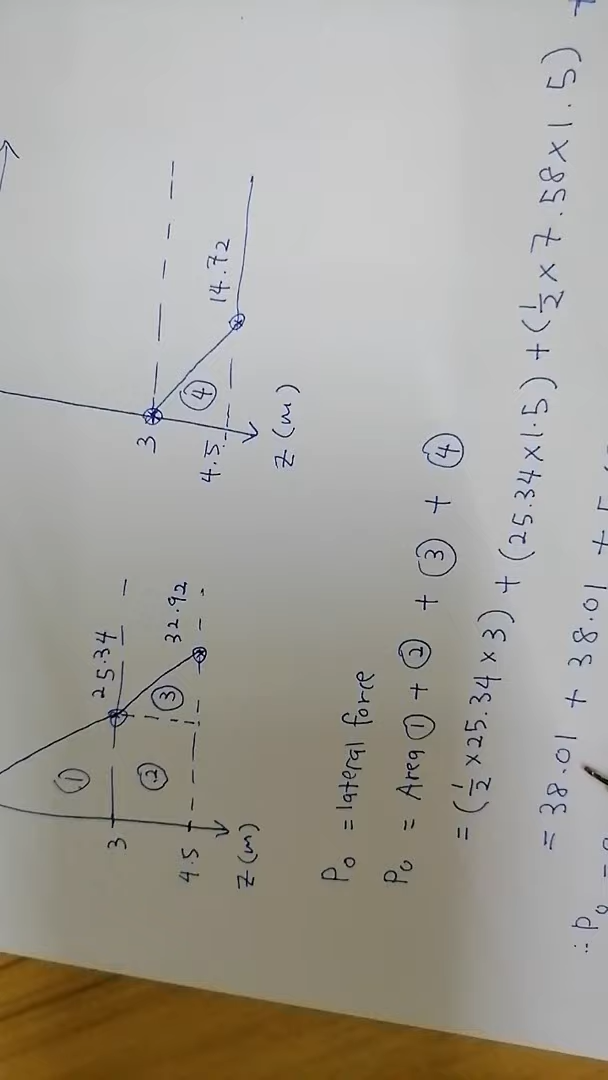 25.34
32.92
①
②
③
3
4.5
Z (m)
14.72
④
3
4.5
Z (m)
P₀ = lateral force
P₀ = Area ① + ② + ③ + ④
= (½ × 25.34 × 3) + (25.34 × 1.5) + (½ × 7.58 × 1.5) +
= 38.01 + 38.01 +
∴ P₀ =